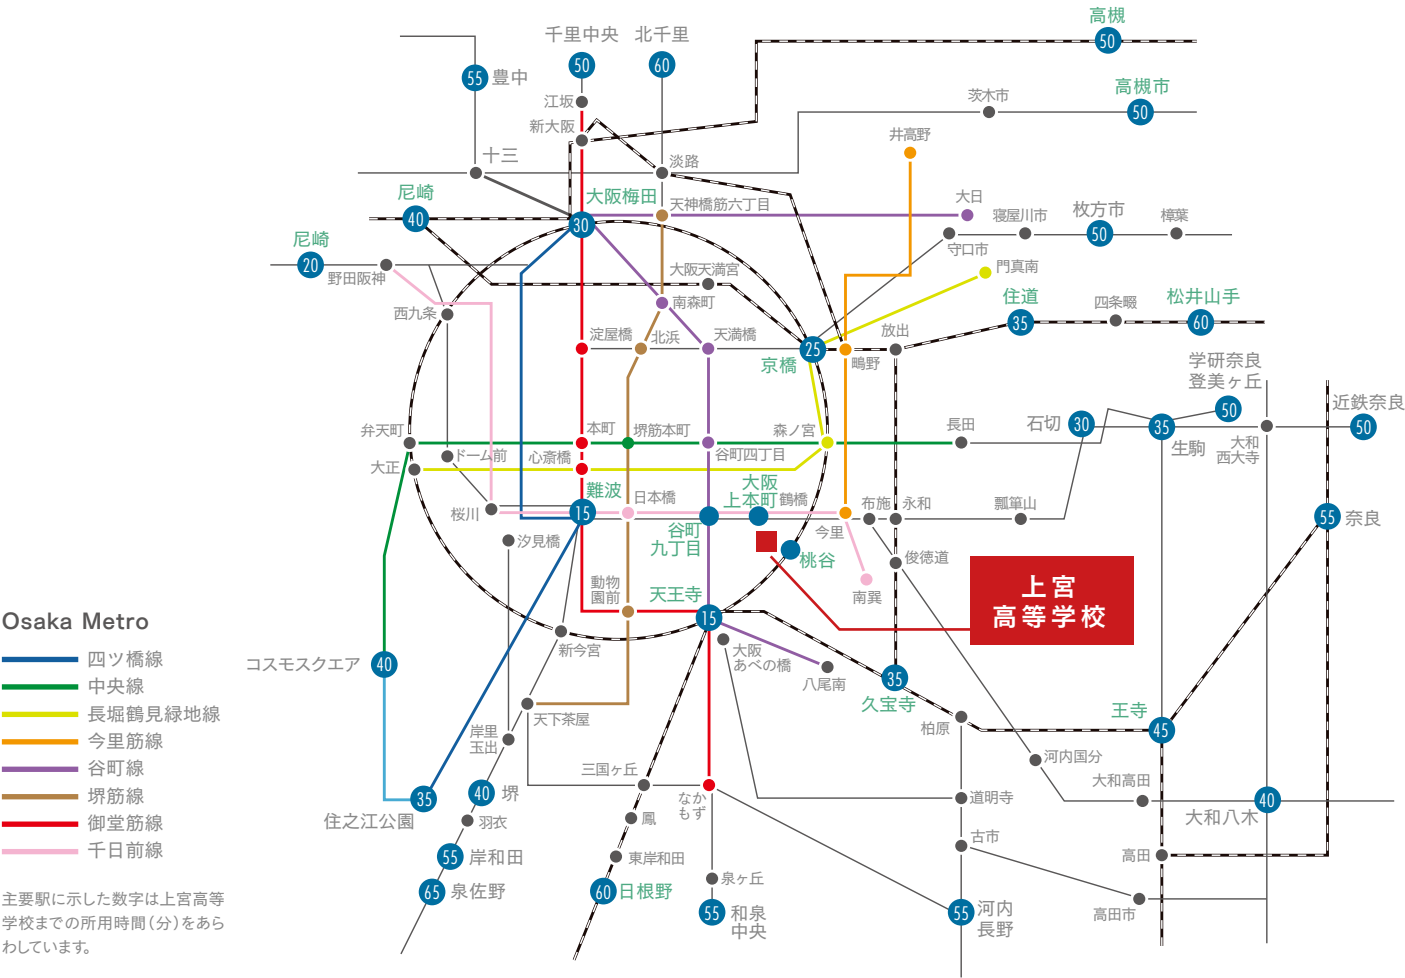 高槻
50
千里中央
50
北千里
60
55
豊中
江坂
茨木市
高槻市
50
新大阪
井高野
十三
淡路
尼崎
40
大阪梅田
30
天神橋筋六丁目
大日
寝屋川市
枚方市
50
樟葉
尼崎
20
野田阪神
守口市
大阪天満宮
門真南
西九条
南森町
住道
35
四条畷
松井山手
60
淀屋橋
北浜
天満橋
京橋
25
鴫野
放出
学研奈良
登美ヶ丘
50
近鉄奈良
50
弁天町
本町
堺筋本町
谷町四丁目
森ノ宮
長田
石切
30
35
生駒
大和
西大寺
大正
ドーム前
心斎橋
難波
15
日本橋
大阪
上本町
鶴橋
布施
永和
瓢箪山
桜川
今里
55
奈良
汐見橋
谷町
九丁目
桃谷
俊徳道
上宮
高等学校
動物
園前
天王寺
15
南巽
Osaka Metro
四ツ橋線
中央線
長堀鶴見緑地線
今里筋線
谷町線
堺筋線
御堂筋線
千日前線
新今宮
大阪
あべの橋
八尾南
35
久宝寺
コスモスクエア
40
天下茶屋
岸里
玉出
柏原
王寺
45
三国ヶ丘
河内国分
大和高田
なか
もず
道明寺
40
大和八木
35
住之江公園
40
堺
羽衣
鳳
古市
55
岸和田
東岸和田
高田
65
泉佐野
60
日根野
泉ヶ丘
55
和泉
中央
55
河内
長野
高田市
主要駅に示した数字は上宮高等
学校までの所用時間（分）をあら
わしています。